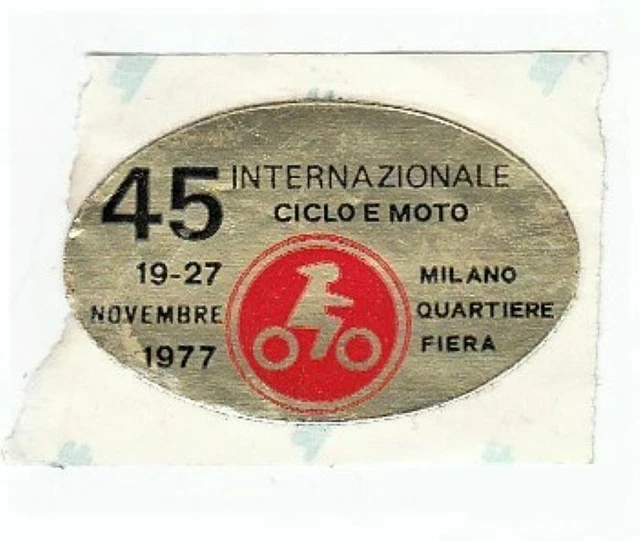 45 INTERNAZIONALE
CICLO E MOTO
19-27
NOVEMBRE
1977
MILANO
QUARTIERE
FIERA